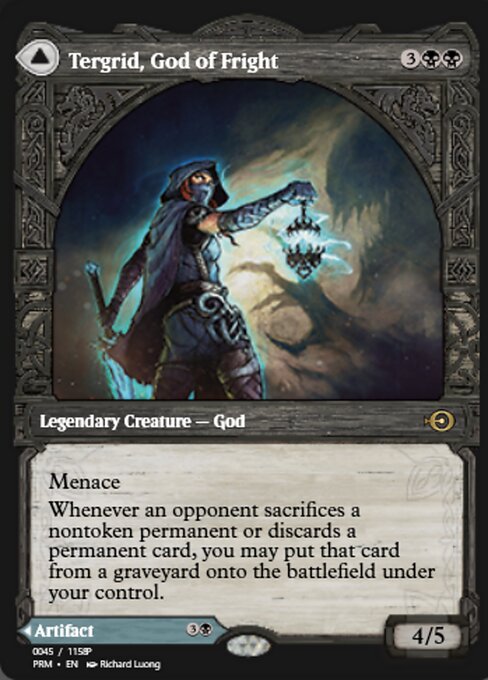 Tergrid, God of Fright 3
Legendary Creature — God
Menace
Whenever an opponent sacrifices a
nontoken permanent or discards a
permanent card, you may put that card
from a graveyard onto the battlefield under
your control.
Artifact 3
4/5
0045 / 1158P
PRM • EN Richard Luong